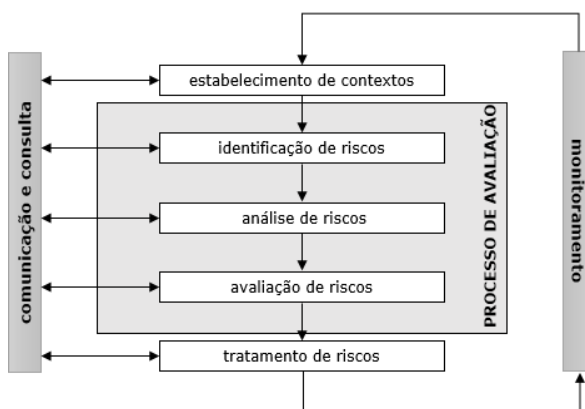 estabelecimento de contextos
identificação de riscos
análise de riscos
avaliação de riscos
tratamento de riscos
comunicação e consulta
PROCESSO DE AVALIAÇÃO
monitoramento